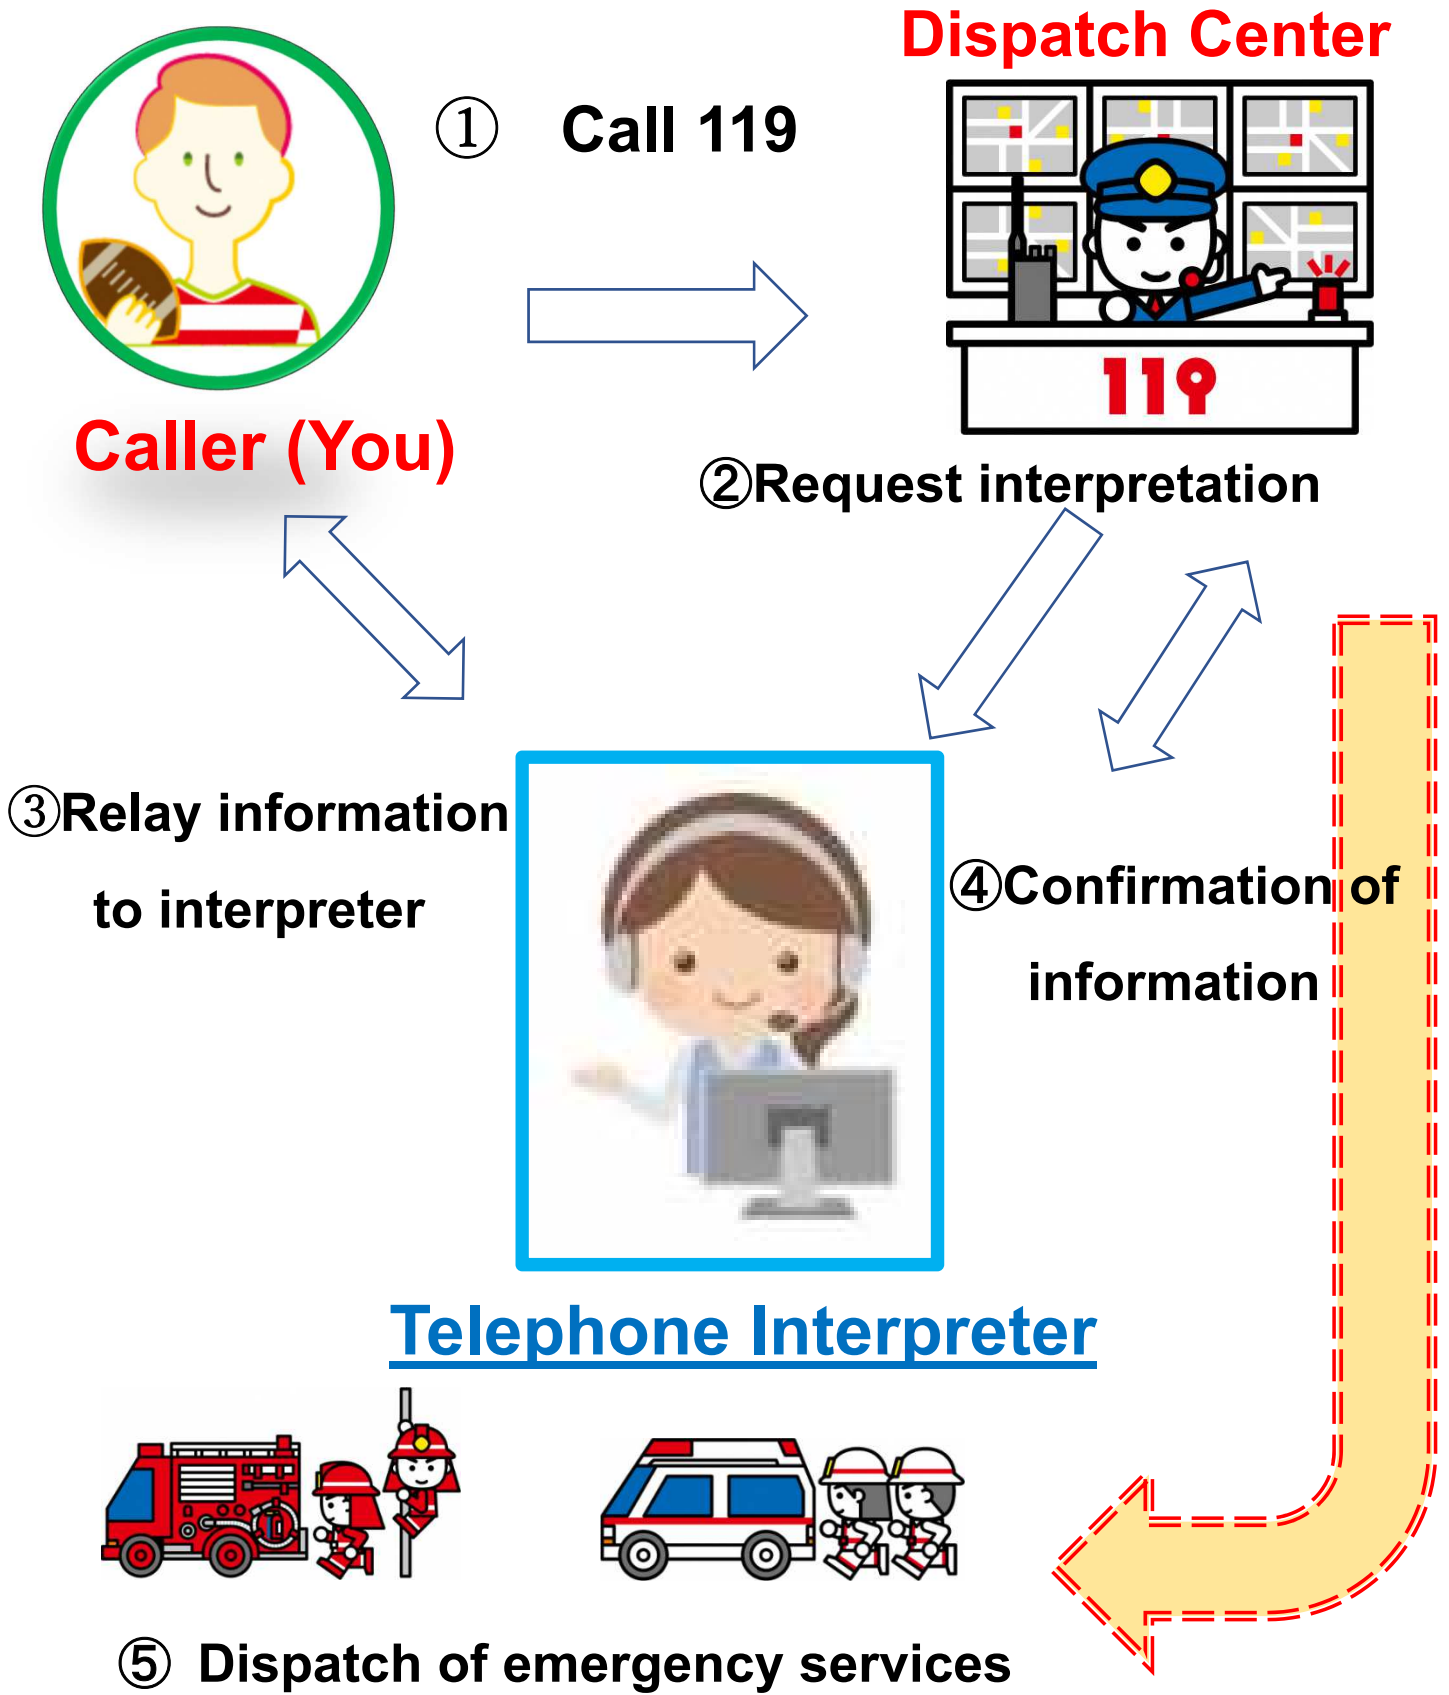 Dispatch Center
① Call 119
119
Caller (You)
②Request interpretation
③Relay information
to interpreter
④Confirmation of
information
Telephone Interpreter
⑤ Dispatch of emergency services